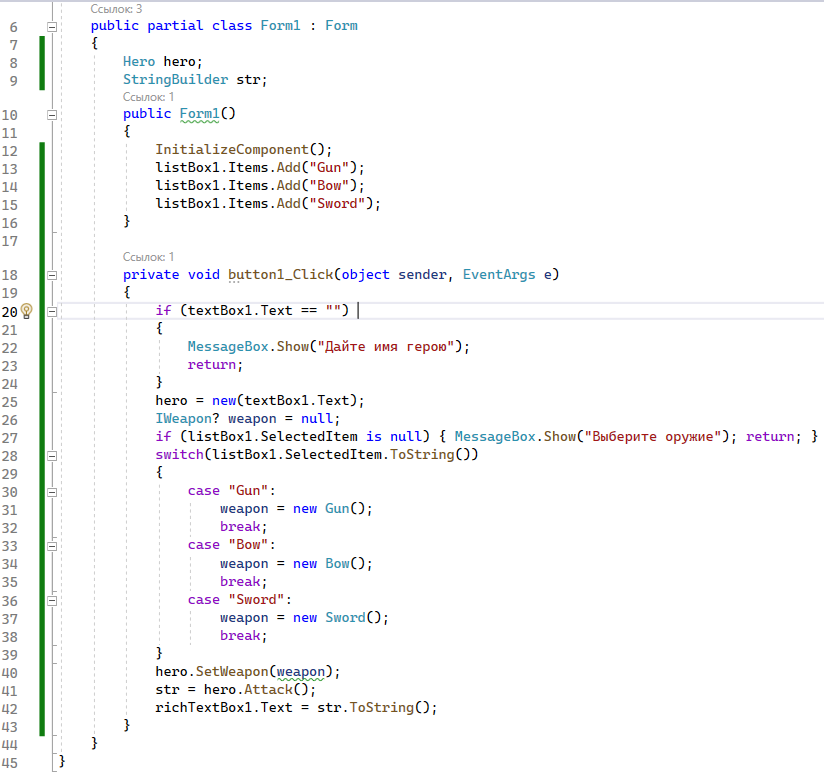 Ссылок: 3
6 public partial class Form1 : Form
7 {
8 Hero hero;
9 StringBuilder str;
Ссылок: 1
10 public Form1()
11 {
12 InitializeComponent();
13 listBox1.Items.Add("Gun");
14 listBox1.Items.Add("Bow");
15 listBox1.Items.Add("Sword");
16 }
17
Ссылок: 1
18 private void button1_Click(object sender, EventArgs e)
19 {
20 if (textBox1.Text == "")
21 {
22 MessageBox.Show("Дайте имя герою");
23 return;
24 }
25 hero = new(textBox1.Text);
26 IWeapon? weapon = null;
27 if (listBox1.SelectedItem is null) { MessageBox.Show("Выберите оружие"); return; }
28 switch(listBox1.SelectedItem.ToString())
29 {
30 case "Gun":
31 weapon = new Gun();
32 break;
33 case "Bow":
34 weapon = new Bow();
35 break;
36 case "Sword":
37 weapon = new Sword();
38 break;
39 }
40 hero.SetWeapon(weapon);
41 str = hero.Attack();
42 richTextBox1.Text = str.ToString();
43 }
44 }
45 }